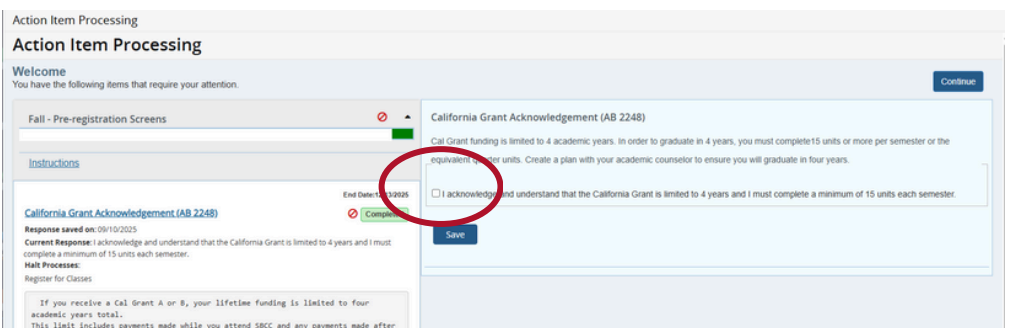 Action Item Processing
Action Item Processing
Welcome
You have the following items that require your attention.
Continue
Fall - Pre-registration Screens
Instructions
End Date:
2025
California Grant Acknowledgement (AB 2248)
Response saved on: 09/10/2025
Current Response: I acknowledge and understand that the California Grant is limited to 4 years and I must
complete a minimum of 15 units each semester.
Halt Processes:
Register for Classes
If you receive a Cal Grant A or B, your lifetime funding is limited to four
academic years total.
This limit includes payments made while you attend SBCC and any payments made after
California Grant Acknowledgement (AB 2248)
Cal Grant funding is limited to 4 academic years. In order to graduate in 4 years, you must complete15 units or more per semester or the
equivalent quarter units. Create a plan with your academic counselor to ensure you will graduate in four years.
I acknowledge and understand that the California Grant is limited to 4 years and I must complete a minimum of 15 units each semester.
Save